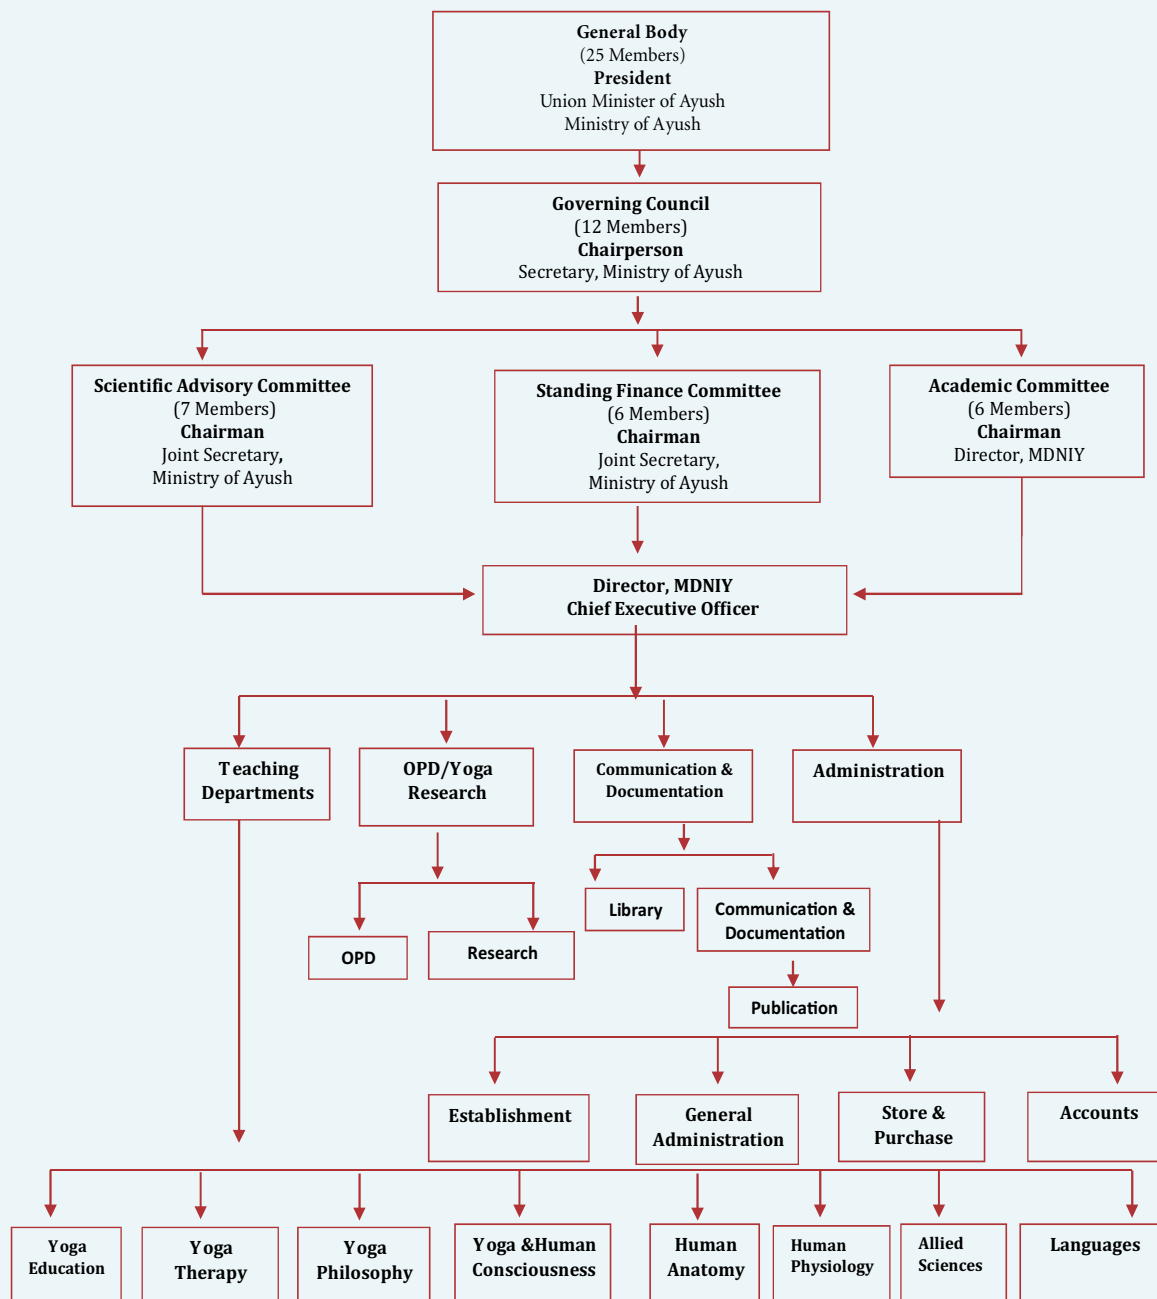 General Body
(25 Members)
President
Union Minister of Ayush
Ministry of Ayush
Governing Council
(12 Members)
Chairperson
Secretary, Ministry of Ayush
Scientific Advisory Committee
(7 Members)
Chairman
Joint Secretary,
Ministry of Ayush
Standing Finance Committee
(6 Members)
Chairman
Joint Secretary,
Ministry of Ayush
Academic Committee
(6 Members)
Chairman
Director, MDNIY
Director, MDNIY
Chief Executive Officer
Teaching
Departments
OPD/Yoga
Research
Communication &
Documentation
Administration
OPD
Research
Library
Communication &
Documentation
Publication
Establishment
General
Administration
Store &
Purchase
Accounts
Yoga
Education
Yoga
Therapy
Yoga
Philosophy
Yoga &Human
Consciousness
Human
Anatomy
Human
Physiology
Allied
Sciences
Languages